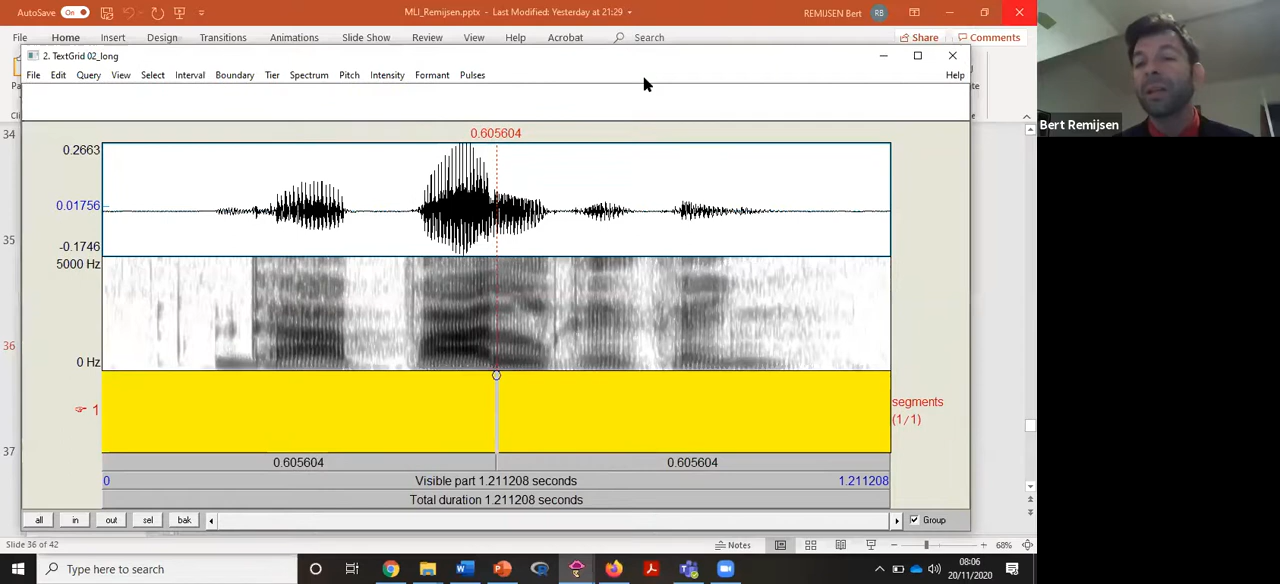 AutoSave On MLI_Remijsen.pptx - Last Modified: Yesterday at 21:29 REMIJSEN Bert RB
File Home Insert Design Transitions Animations Slide Show Review View Help Acrobat Search Share Comments
2. TextGrid 02_long
File Edit Query View Select Interval Boundary Tier Spectrum Pitch Intensity Formant Pulses Help
Bert Remijsen
34
0.605604
0.2663
0.01756
-0.1746
35
5000 Hz
36
0 Hz
1
segments
(1/1)
37
0.605604 0.605604
0 Visible part 1.211208 seconds 1.211208
Total duration 1.211208 seconds
all in out sel bak Group
Slide 36 of 42 Notes 68%
Type here to search
08:06
20/11/2020